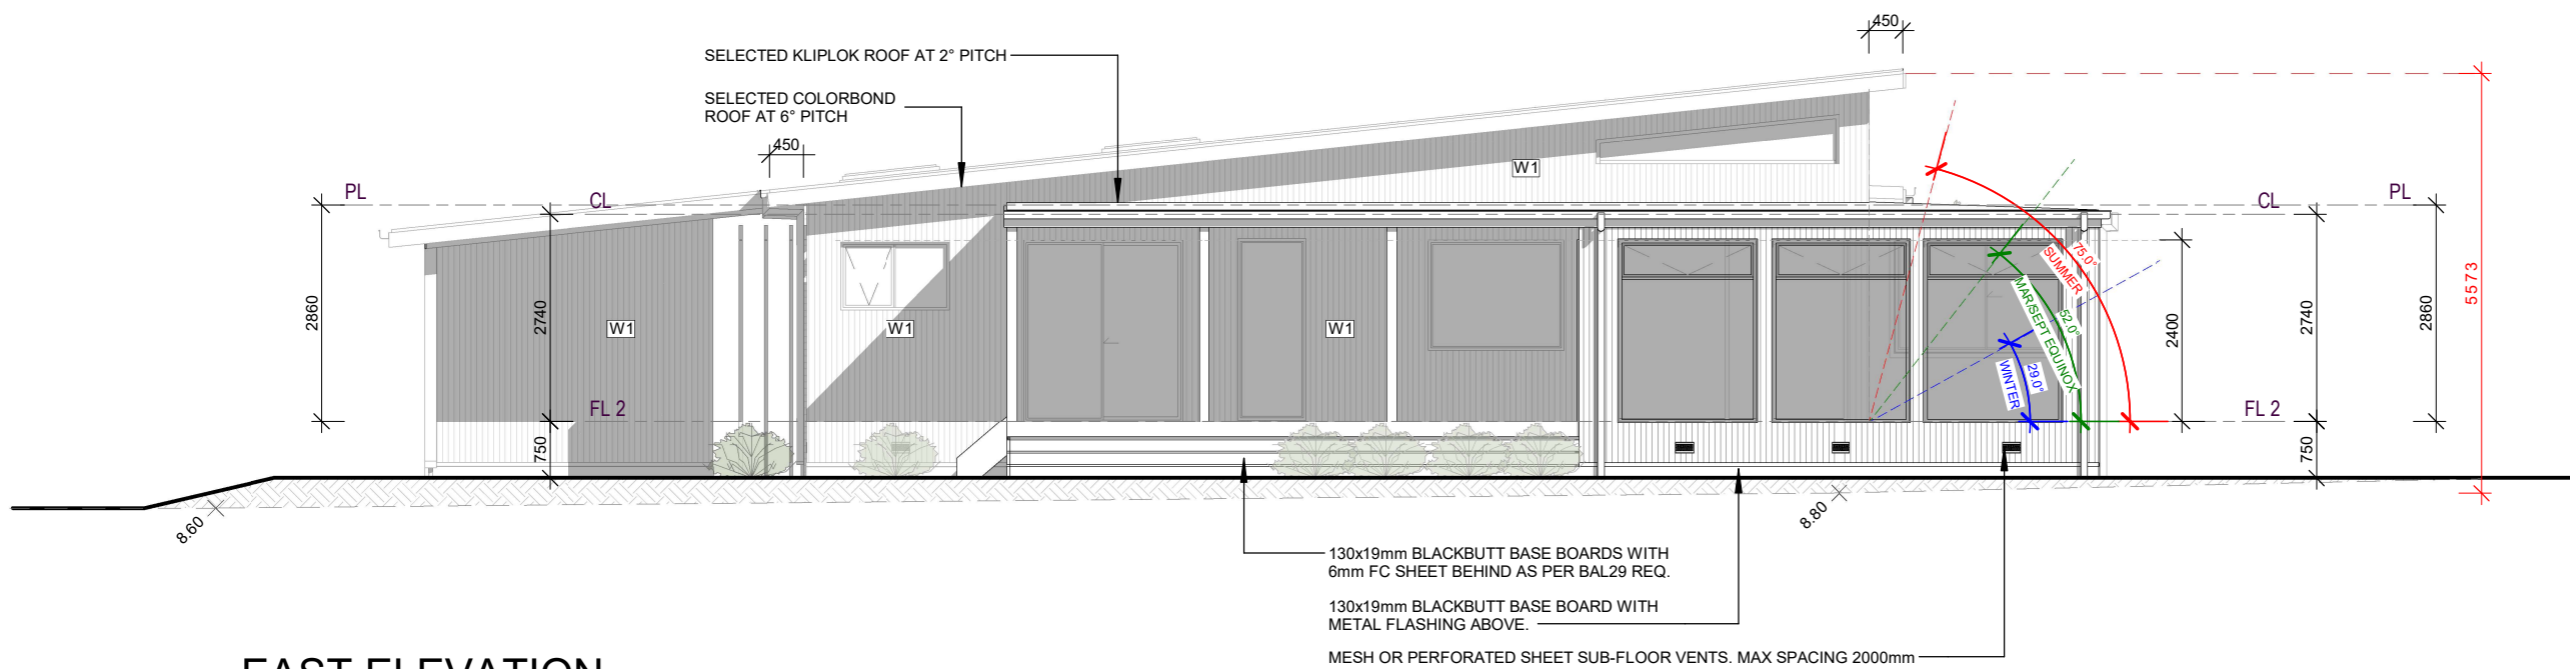 450
SELECTED KLIPLOK ROOF AT 2° PITCH
SELECTED COLORBOND
ROOF AT 6° PITCH
450
W1
PL
CL
CL
PL
2860
2740
W1
W1
W1
75.0°
SUMMER
52.0°
MAR/SEPT EQUINOX
29.0°
WINTER
2400
2740
2860
5573
FL 2
FL 2
750
750
8.60
8.80
130x19mm BLACKBUTT BASE BOARDS WITH
6mm FC SHEET BEHIND AS PER BAL29 REQ.
130x19mm BLACKBUTT BASE BOARD WITH
METAL FLASHING ABOVE.
MESH OR PERFORATED SHEET SUB-FLOOR VENTS. MAX SPACING 2000mm
EAST ELEVATION